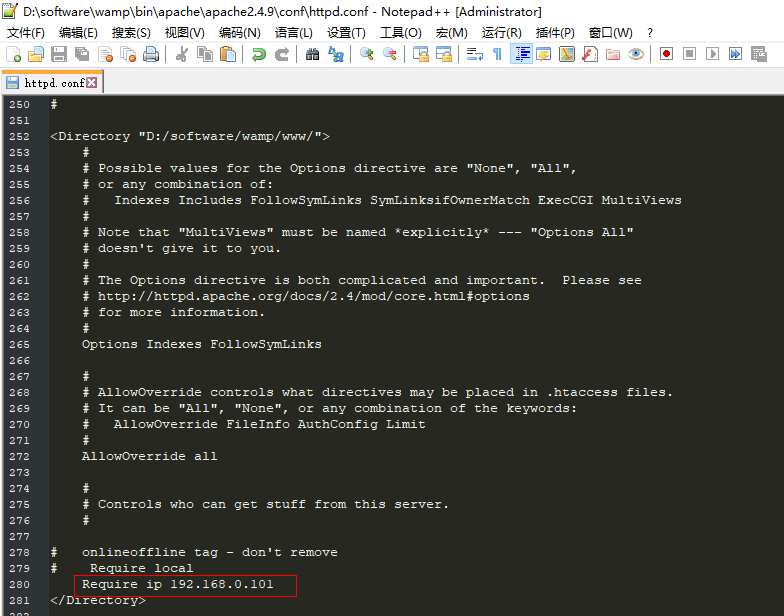 D:\software\wamp\bin\apache\apache2.4.9\conf\httpd.conf - Notepad++ [Administrator]
文件(F) 编辑(E) 搜索(S) 视图(V) 编码(N) 语言(L) 设置(T) 工具(O) 宏(M) 运行(R) 插件(P) 窗口(W) ?
httpd.conf
250 #
251
252 <Directory "D:/software/wamp/www/">
253     #
254     # Possible values for the Options directive are "None", "All",
255     # or any combination of:
256     #   Indexes Includes FollowSymLinks SymLinksifOwnerMatch ExecCGI MultiViews
257     #
258     # Note that "MultiViews" must be named *explicitly* --- "Options All"
259     # doesn't give it to you.
260     #
261     # The Options directive is both complicated and important.  Please see
262     # http://httpd.apache.org/docs/2.4/mod/core.html#options
263     # for more information.
264     #
265     Options Indexes FollowSymLinks
266
267     #
268     # AllowOverride controls what directives may be placed in .htaccess files.
269     # It can be "All", "None", or any combination of the keywords:
270     #   AllowOverride FileInfo AuthConfig Limit
271     #
272     AllowOverride all
273
274     #
275     # Controls who can get stuff from this server.
276     #
277
278 #   onlineoffline tag - don't remove
279 #    Require local
280     Require ip 192.168.0.101
281 </Directory>